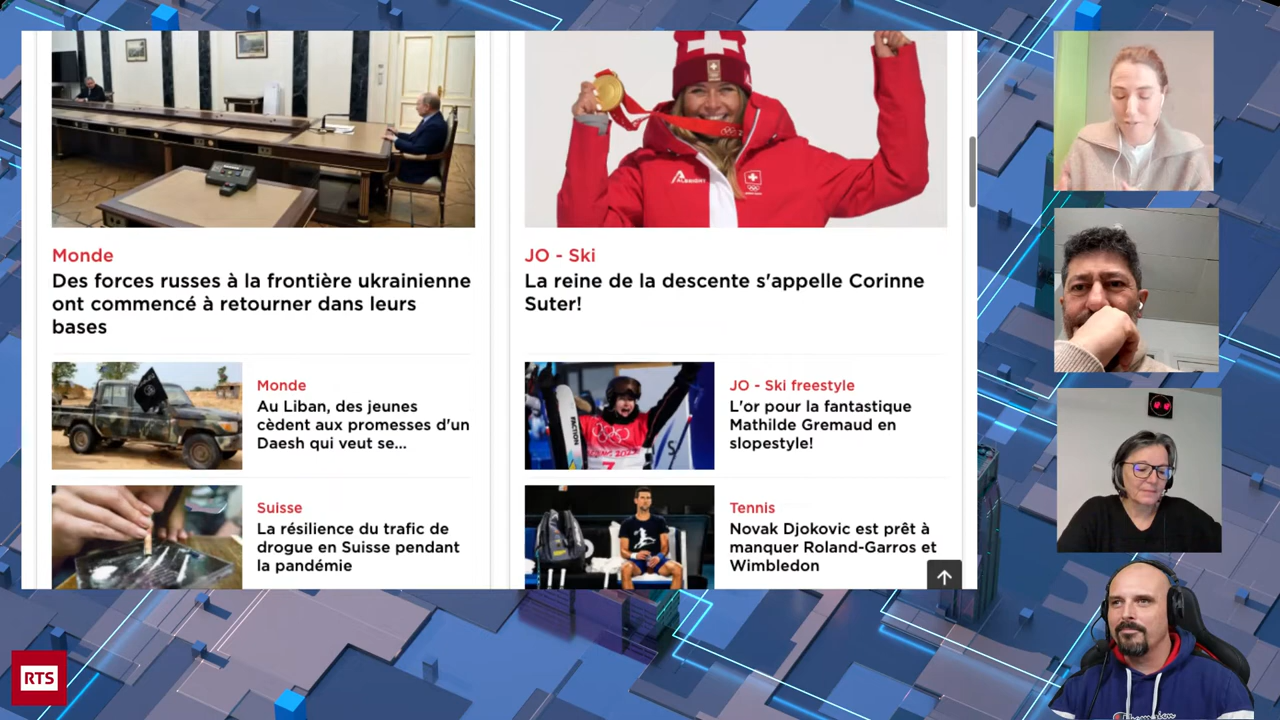 Monde
Des forces russes à la frontière ukrainienne
ont commencé à retourner dans leurs
bases
JO - Ski
La reine de la descente s'appelle Corinne
Suter!
Monde
Au Liban, des jeunes
cèdent aux promesses d'un
Daesh qui veut se...
JO - Ski freestyle
L'or pour la fantastique
Mathilde Gremaud en
slopestyle!
Suisse
La résilience du trafic de
drogue en Suisse pendant
la pandémie
Tennis
Novak Djokovic est prêt à
manquer Roland-Garros et
Wimbledon
RTS
Champion